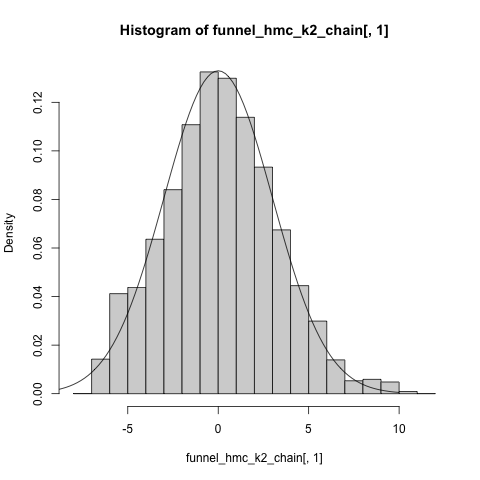 Histogram of funnel_hmc_k2_chain[, 1]
Density
0.12
0.10
0.08
0.06
0.04
0.02
0.00
-5 0 5 10
funnel_hmc_k2_chain[, 1]